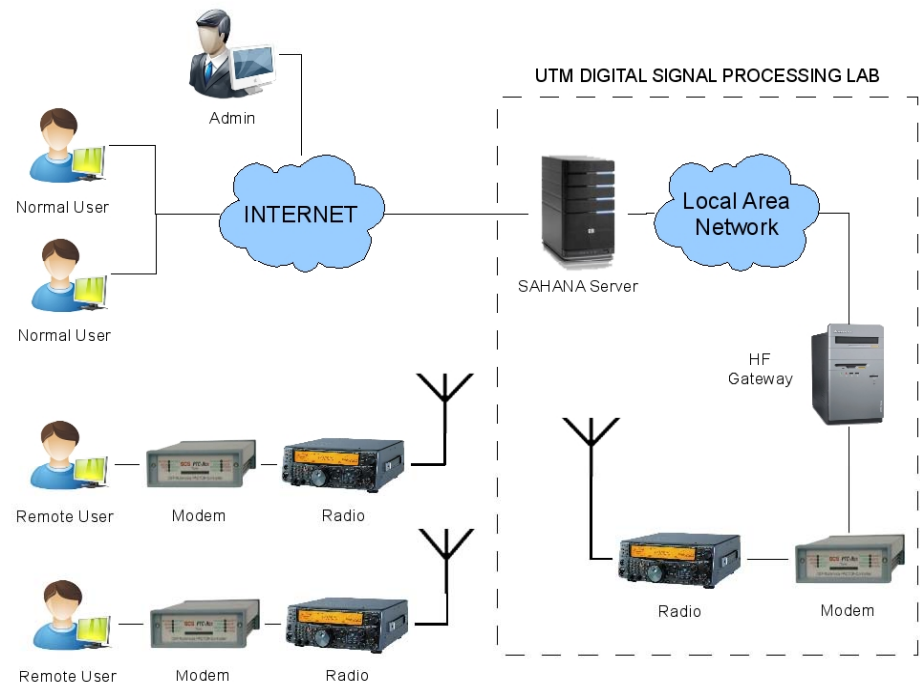 UTM DIGITAL SIGNAL PROCESSING LAB
Admin
Normal User
INTERNET
Local Area
Network
SAHANA Server
Normal User
HF
Gateway
Remote User
Modem
Radio
Radio
Modem
Remote User
Modem
Radio